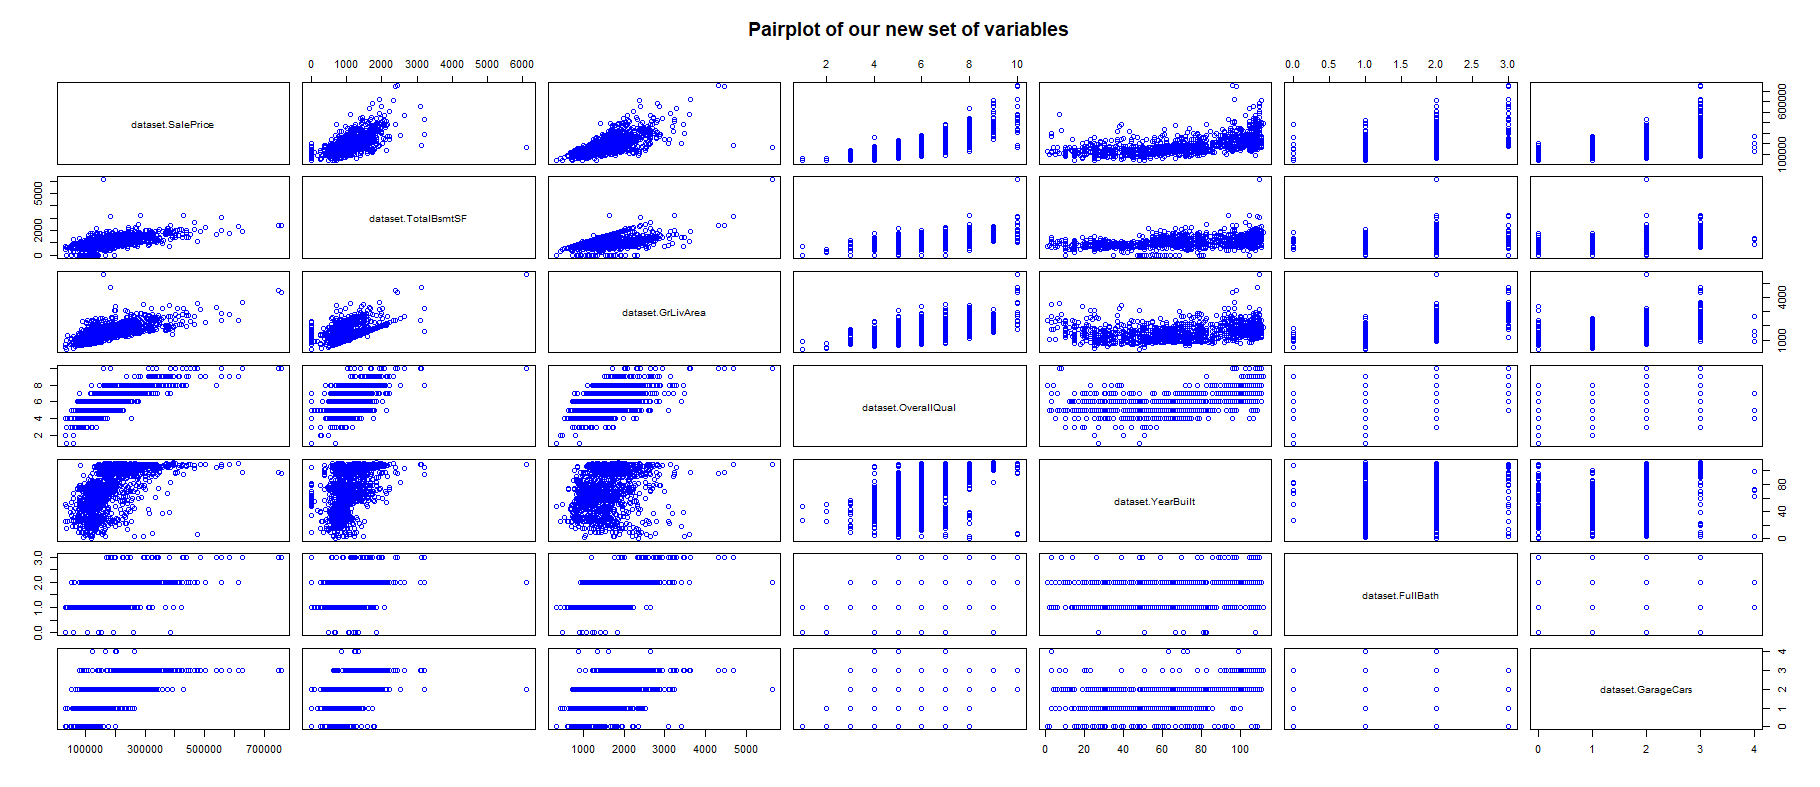 Pairplot of our new set of variables
0 1000 2000 3000 4000 5000 6000
2 4 6 8 10
0.0 0.5 1.0 1.5 2.0 2.5 3.0
dataset.SalePrice
100000 600000
dataset.TotalBsmtSF
0 2000 5000
dataset.GrLivArea
1000 4000
dataset.OverallQual
2 4 6 8
dataset.YearBuilt
0 40 80
dataset.FullBath
0.0 1.0 2.0 3.0
dataset.GarageCars
0 1 2 3 4
100000 300000 500000 700000
1000 2000 3000 4000 5000
0 20 40 60 80 100
0 1 2 3 4